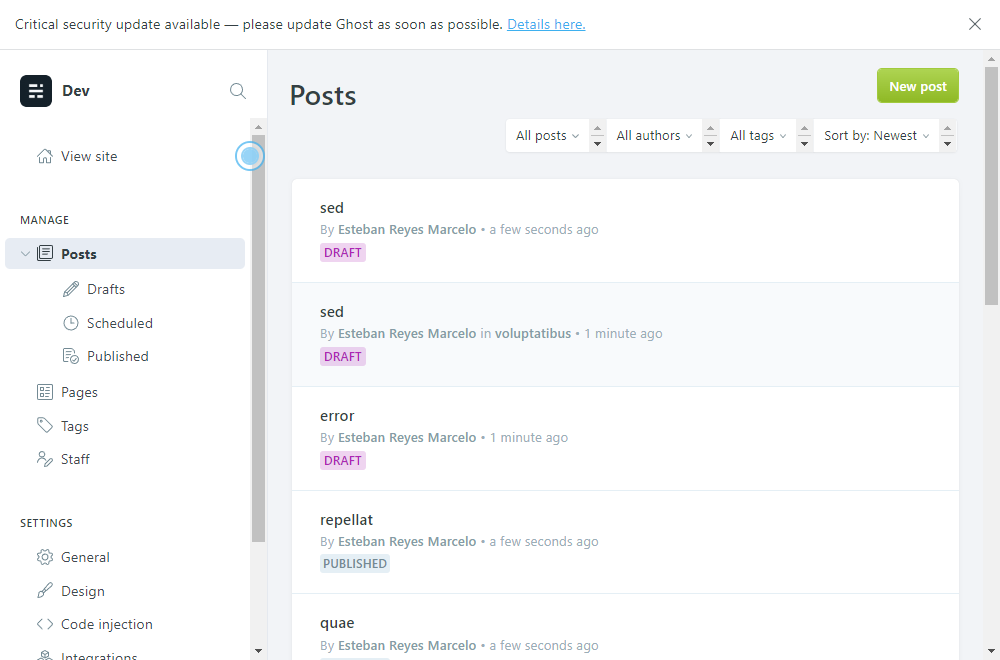 Critical security update available — please update Ghost as soon as possible. Details here.
Dev
View site
MANAGE
Posts
Drafts
Scheduled
Published
Pages
Tags
Staff
SETTINGS
General
Design
Code injection
Integrations
Posts
New post
All posts
All authors
All tags
Sort by: Newest
sed
By Esteban Reyes Marcelo • a few seconds ago
DRAFT
sed
By Esteban Reyes Marcelo in voluptatibus • 1 minute ago
DRAFT
error
By Esteban Reyes Marcelo • 1 minute ago
DRAFT
repellat
By Esteban Reyes Marcelo • a few seconds ago
PUBLISHED
quae
By Esteban Reyes Marcelo • a few seconds ago